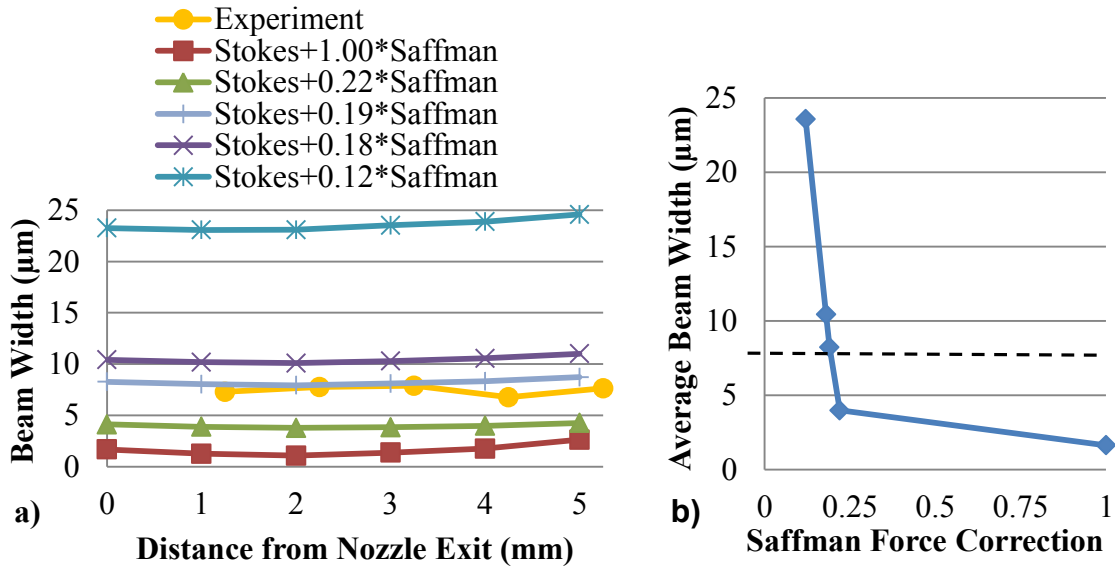 Experiment
Stokes+1.00*Saffman
Stokes+0.22*Saffman
Stokes+0.19*Saffman
Stokes+0.18*Saffman
Stokes+0.12*Saffman
25
20
15
10
5
0
Beam Width (μm)
0 1 2 3 4 5
a)
Distance from Nozzle Exit (mm)
25
20
15
10
5
0
Average Beam Width (μm)
0 0.25 0.5 0.75 1
b)
Saffman Force Correction